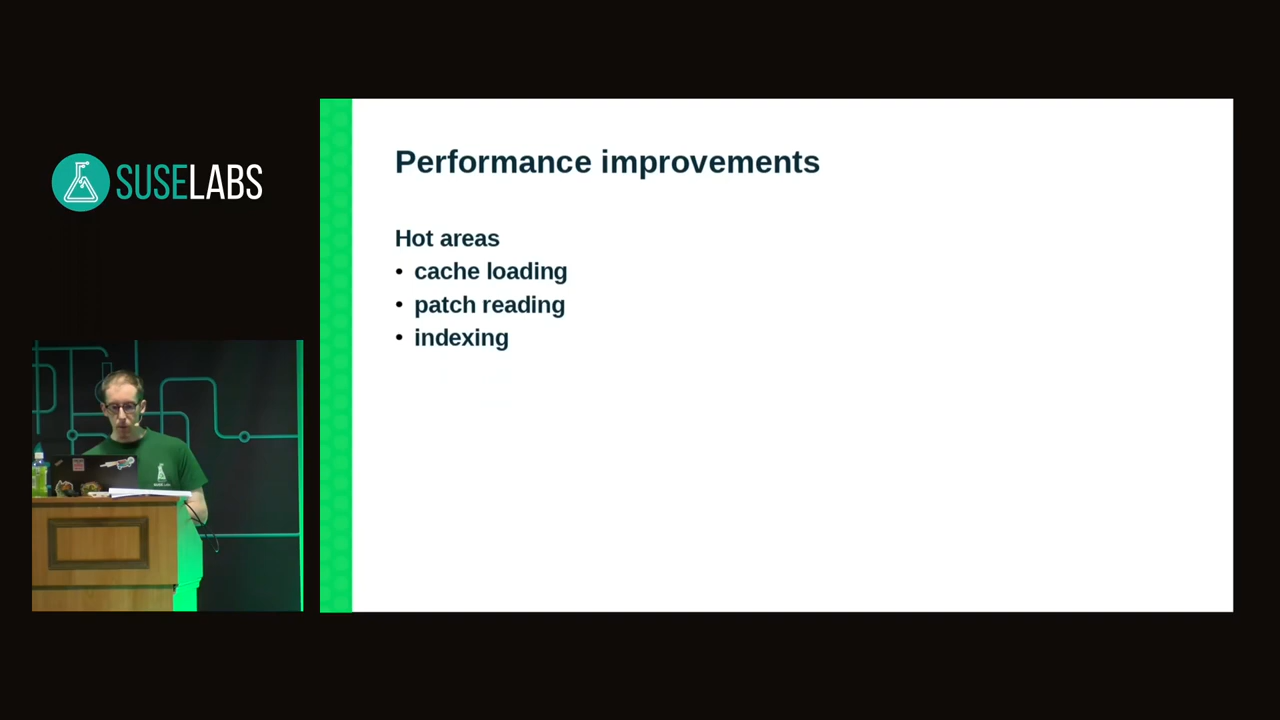 SUSELABS
Performance improvements
Hot areas
• cache loading
• patch reading
• indexing